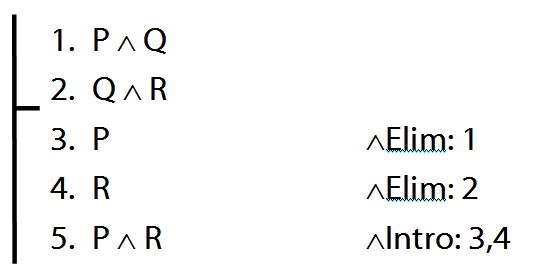 1. P ∧ Q
2. Q ∧ R
3. P ∧Elim: 1
4. R ∧Elim: 2
5. P ∧ R ∧Intro: 3,4